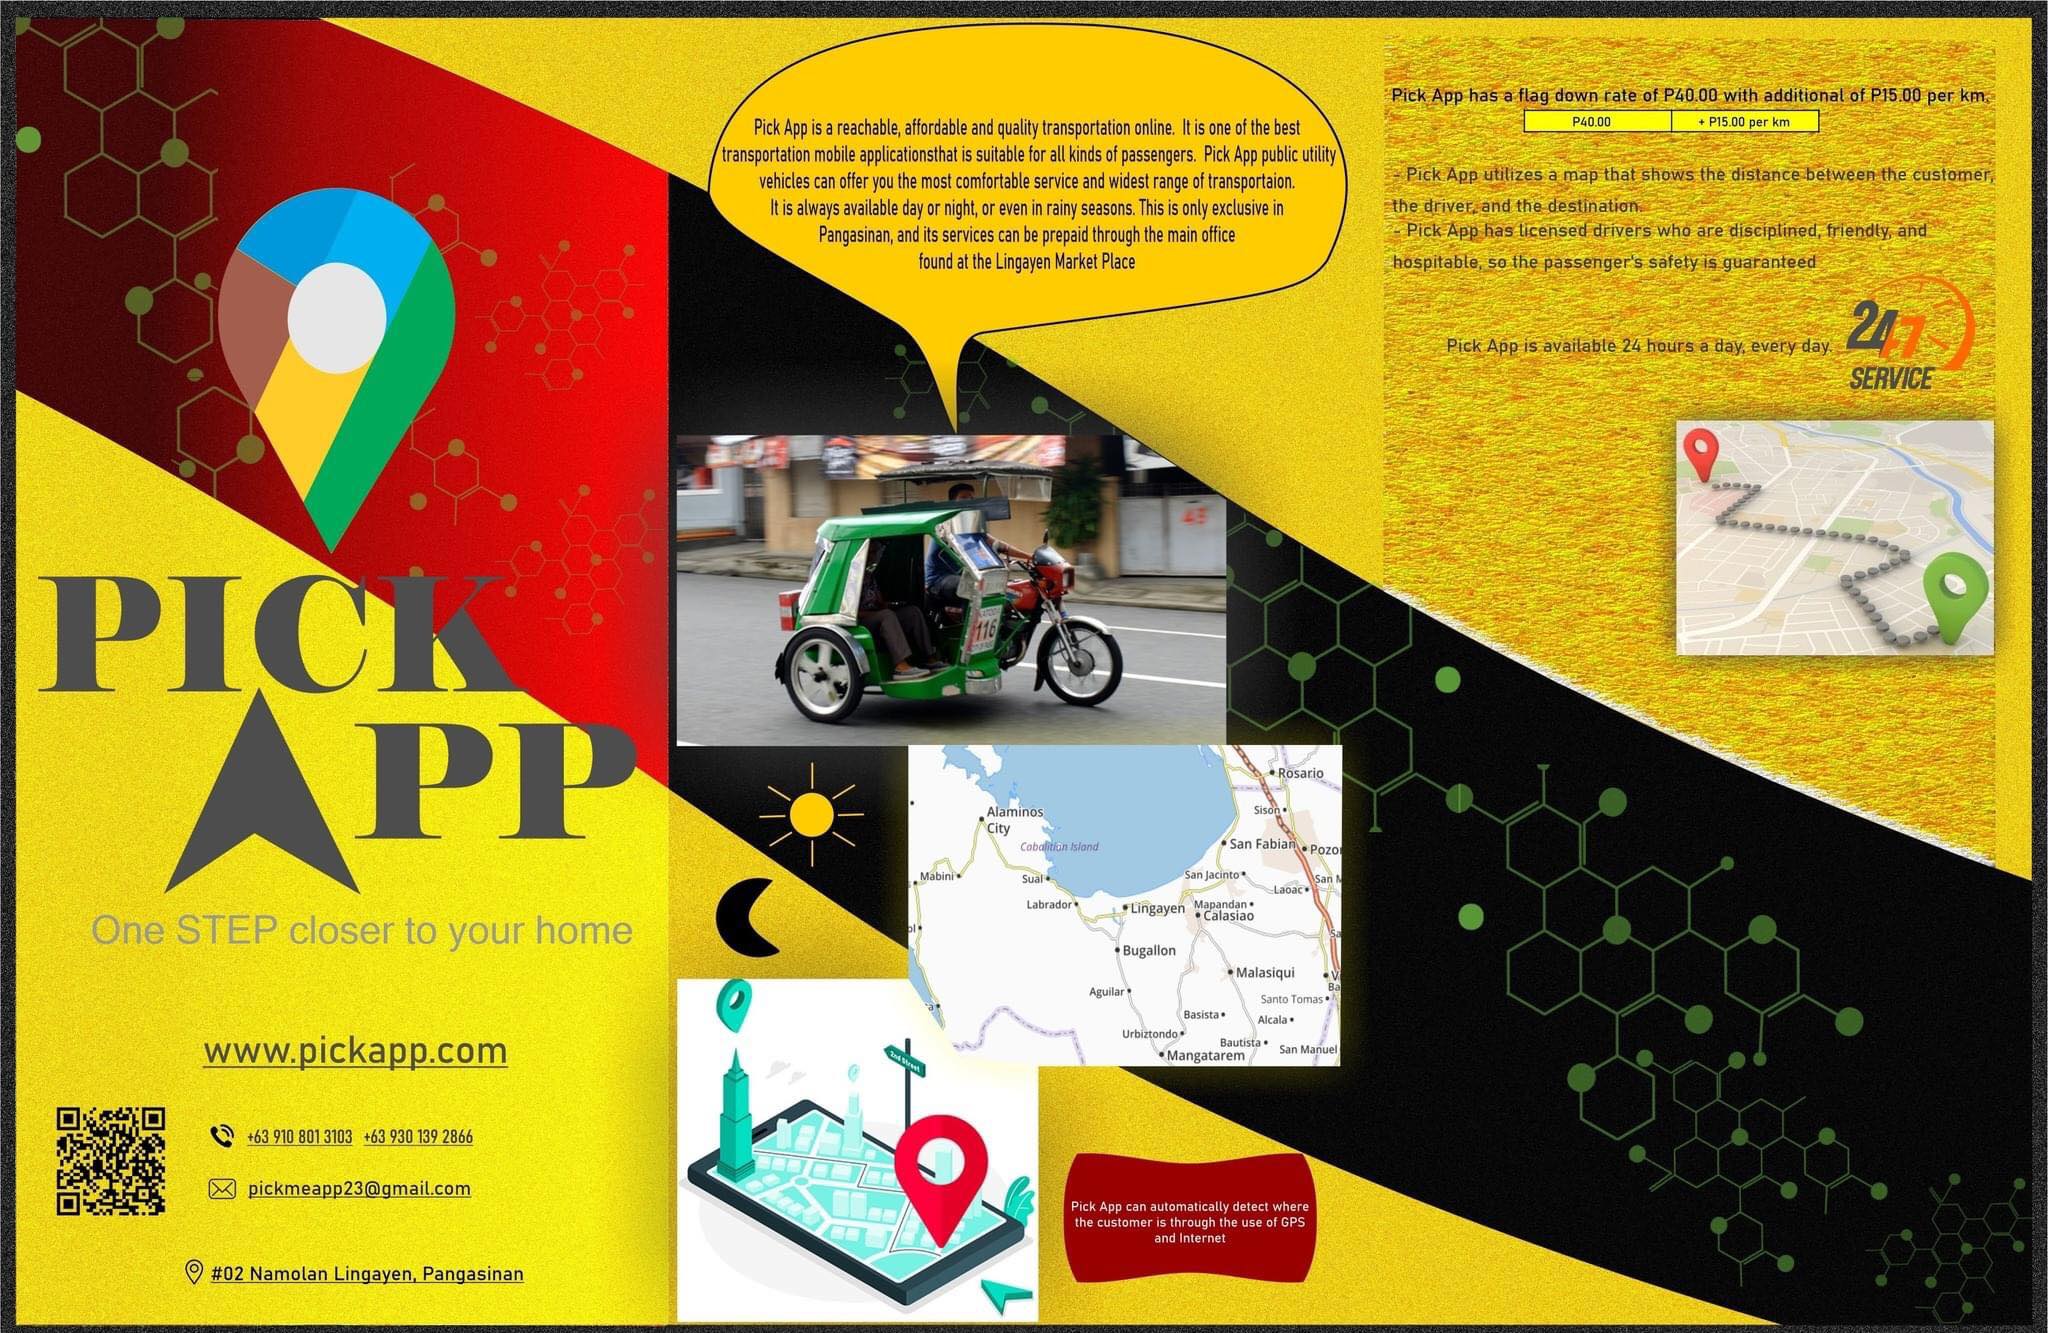 PICK
APP
One STEP closer to your home
www.pickapp.com
+63 910 801 3103 +63 930 139 2866
pickmeapp23@gmail.com
#02 Namolan Lingayen, Pangasinan
Pick App is a reachable, affordable and quality transportation online. It is one of the best
transportation mobile applicationsthat is suitable for all kinds of passengers. Pick App public utility
vehicles can offer you the most comfortable service and widest range of transportaion.
It is always available day or night, or even in rainy seasons. This is only exclusive in
Pangasinan, and its services can be prepaid through the main office
found at the Lingayen Market Place
43
116
Rosario
Alaminos
City
Sison
Cabalitian Island
San Fabian
Pozor
Mabini
Sual
San Jacinto
San M
Laoac
Labrador
Lingayen
Mapandan
Calasiao
Bugallon
Malasiqui
Aguilar
Santo Tomas
Basista
Alcala
Urbiztondo
Bautista
San Manuel
Mangatarem
2nd Street
Pick App can automatically detect where
the customer is through the use of GPS
and Internet
Pick App has a flag down rate of P40.00 with additional of P15.00 per km.
P40.00 + P15.00 per km
- Pick App utilizes a map that shows the distance between the customer,
the driver, and the destination.
- Pick App has licensed drivers who are disciplined, friendly, and
hospitable, so the passenger's safety is guaranteed
Pick App is available 24 hours a day, every day.
24/7
SERVICE